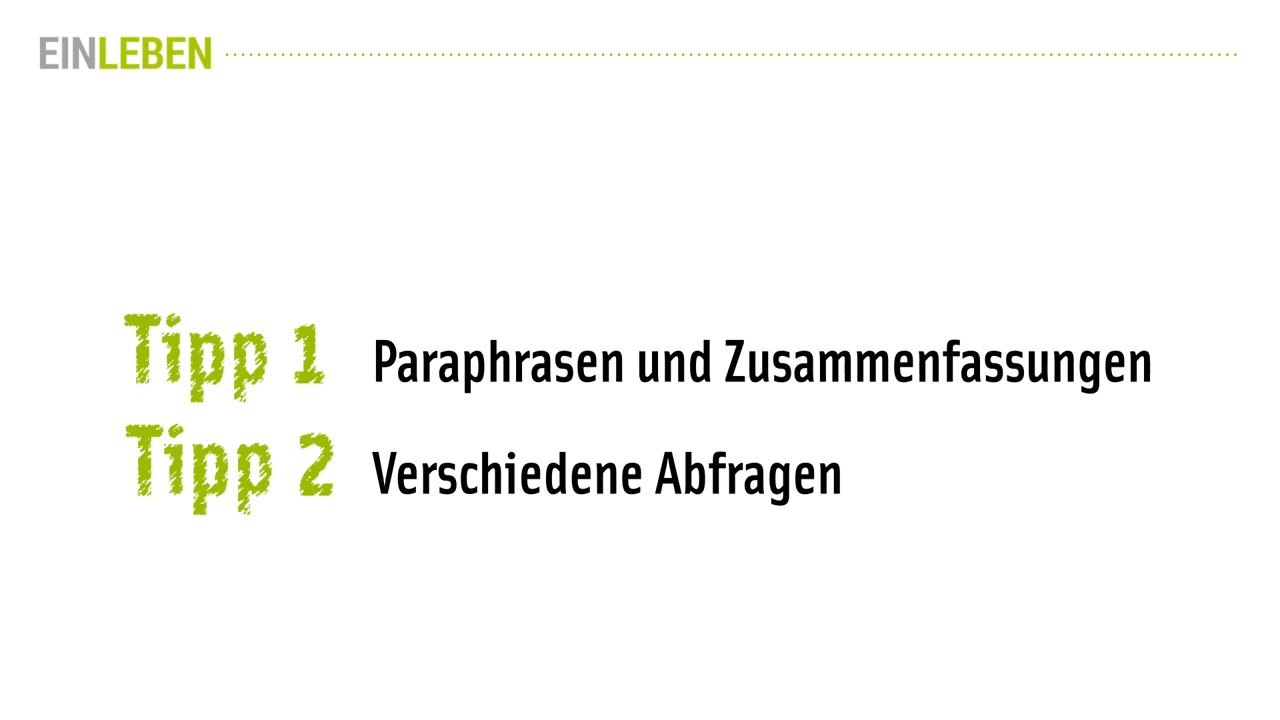 EINLEBEN
Tipp 1 Paraphrasen und Zusammenfassungen
Tipp 2 Verschiedene Abfragen